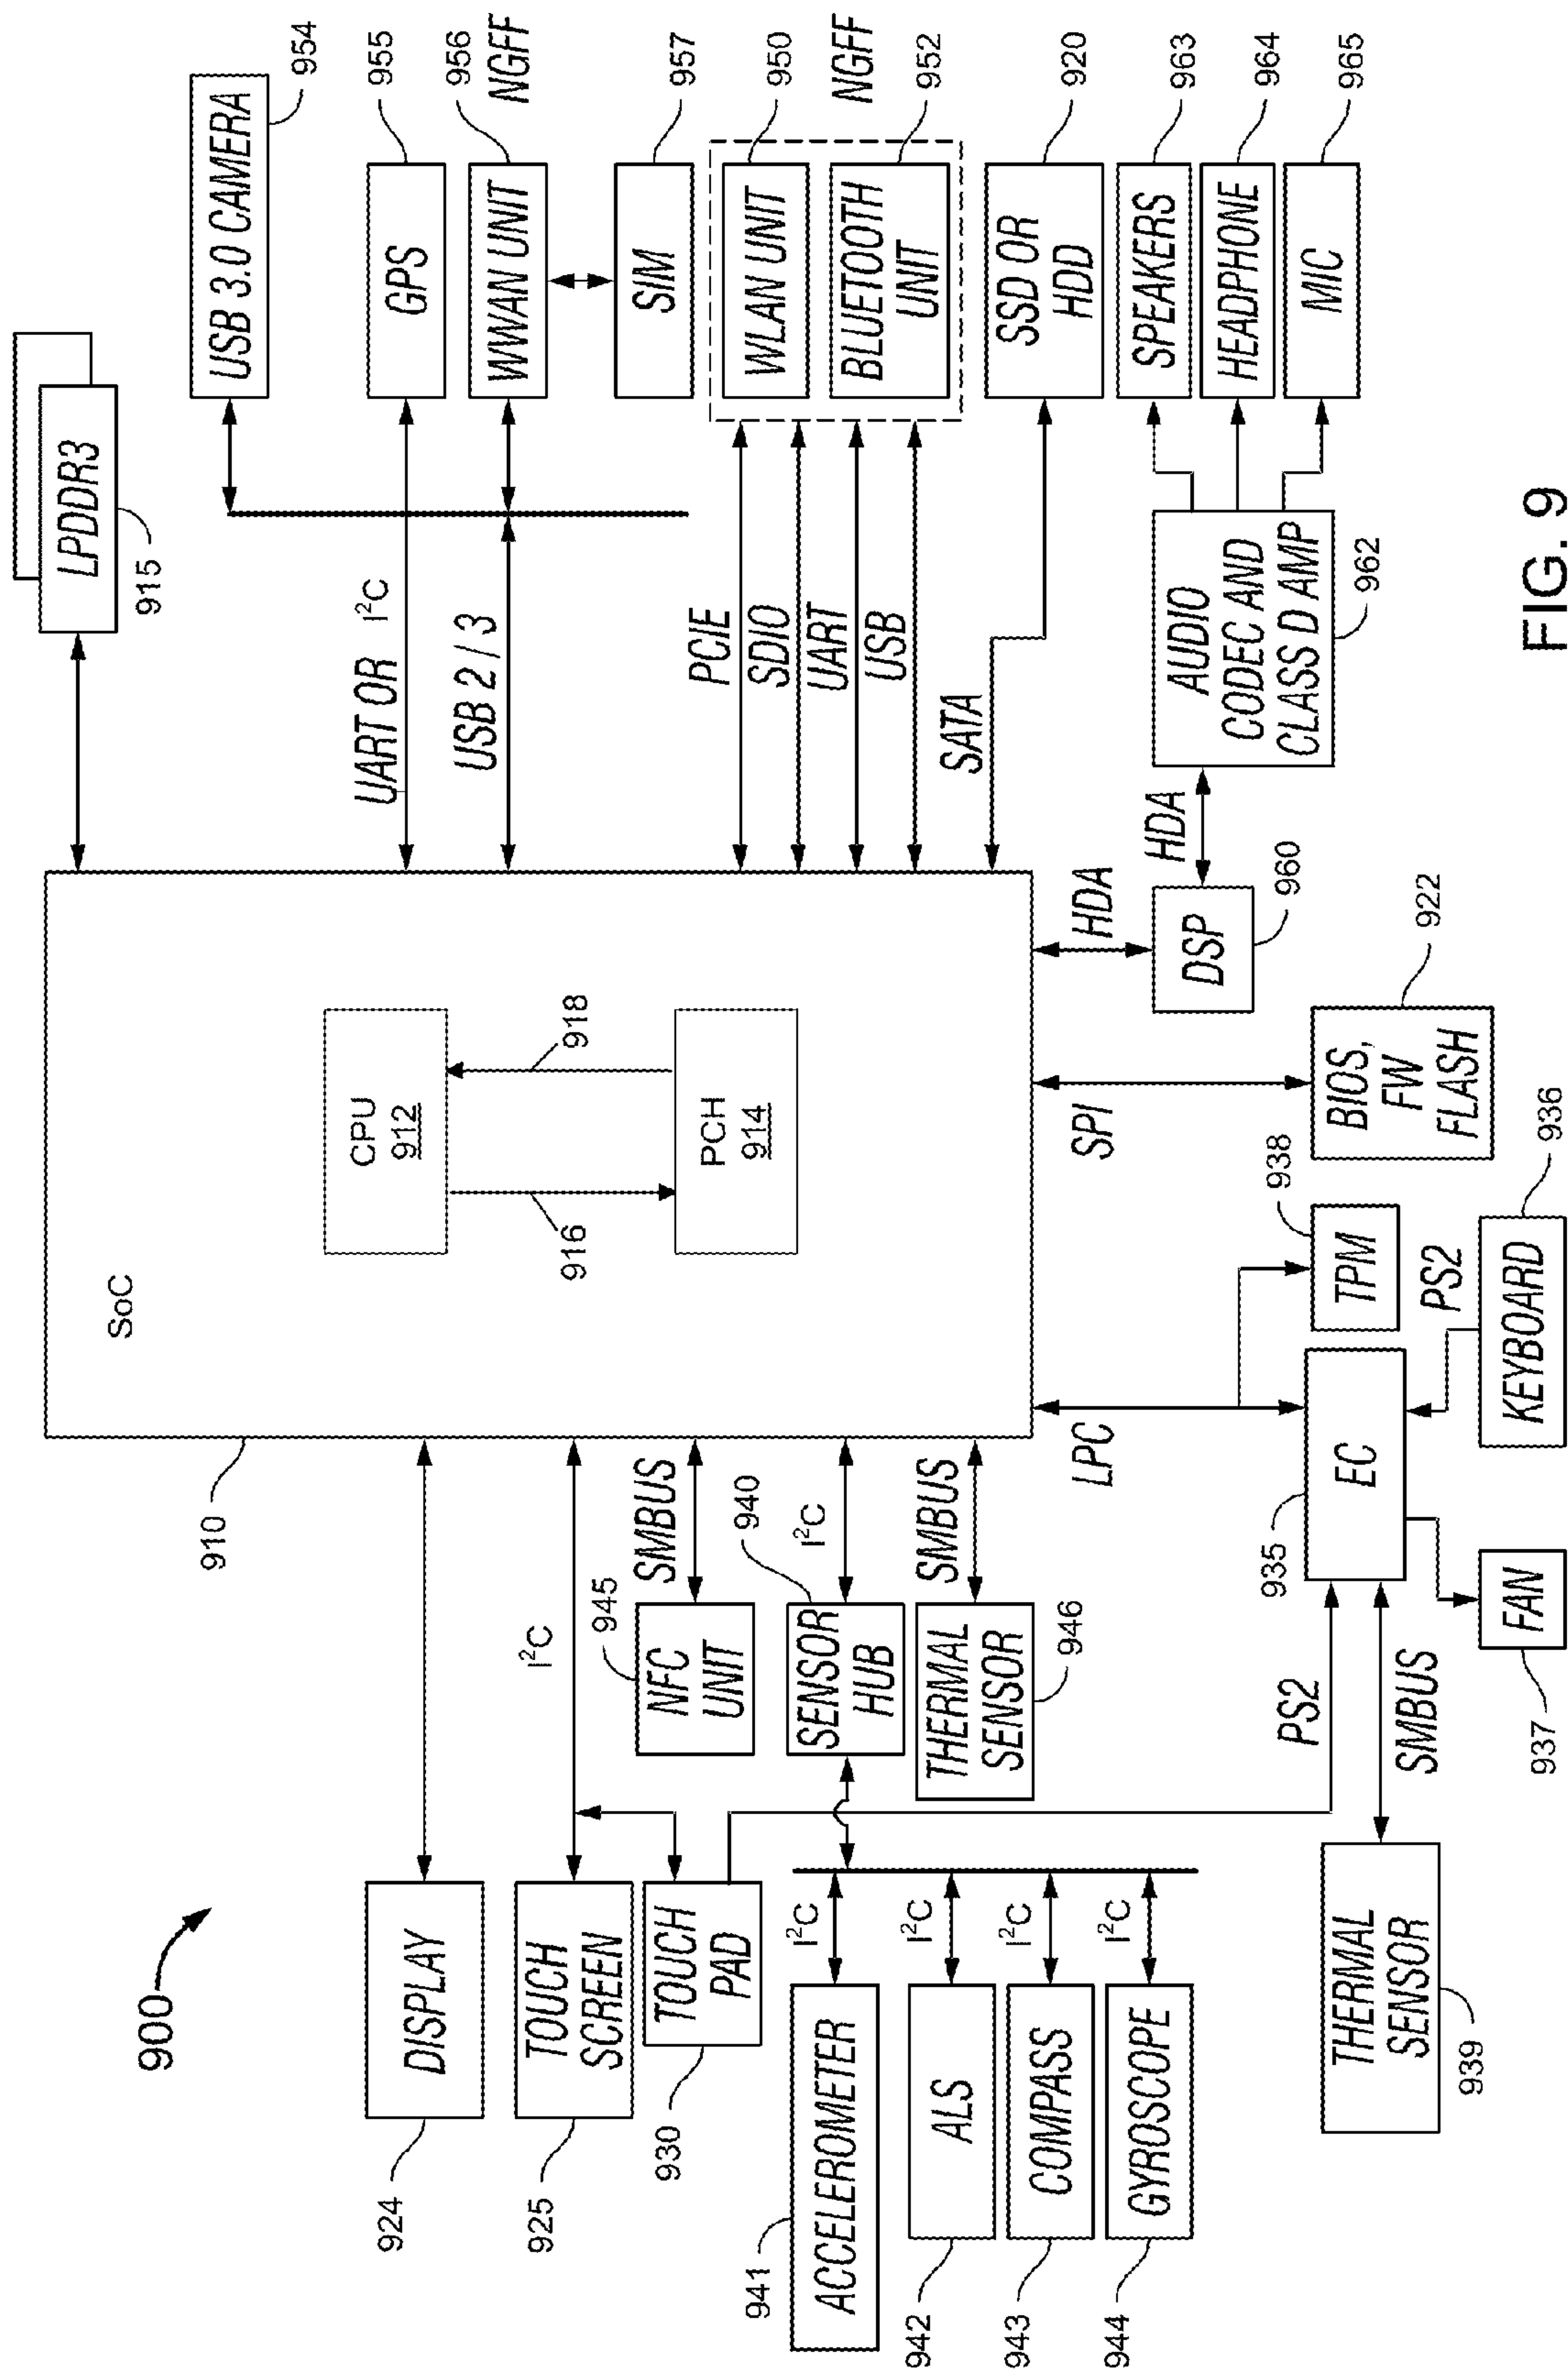 900
910
SoC
CPU
912
PCH
914
916
918
LPDDR3
915
USB 3.0 CAMERA
954
UART OR I²C
GPS
955
USB 2 / 3
WWAN UNIT
956
NGFF
SIM
957
PCIE
SDIO
UART
USB
WLAN UNIT
950
NGFF
BLUETOOTH
UNIT
952
SATA
SSD OR
HDD
920
HDA
DSP
960
HDA
AUDIO
CODEC AND
CLASS D AMP
962
SPEAKERS
963
HEADPHONE
964
MIC
965
SPI
BIOS,
FW
FLASH
922
LPC
TPM
938
EC
935
PS2
KEYBOARD
936
FAN
937
SMBUS
THERMAL
SENSOR
939
PS2
DISPLAY
924
I²C
TOUCH
SCREEN
925
TOUCH
PAD
930
SMBUS
NFC
UNIT
945
I²C
SENSOR
HUB
940
SMBUS
THERMAL
SENSOR
946
I²C
ACCELEROMETER
941
I²C
ALS
942
I²C
COMPASS
943
I²C
GYROSCOPE
944
FIG. 9